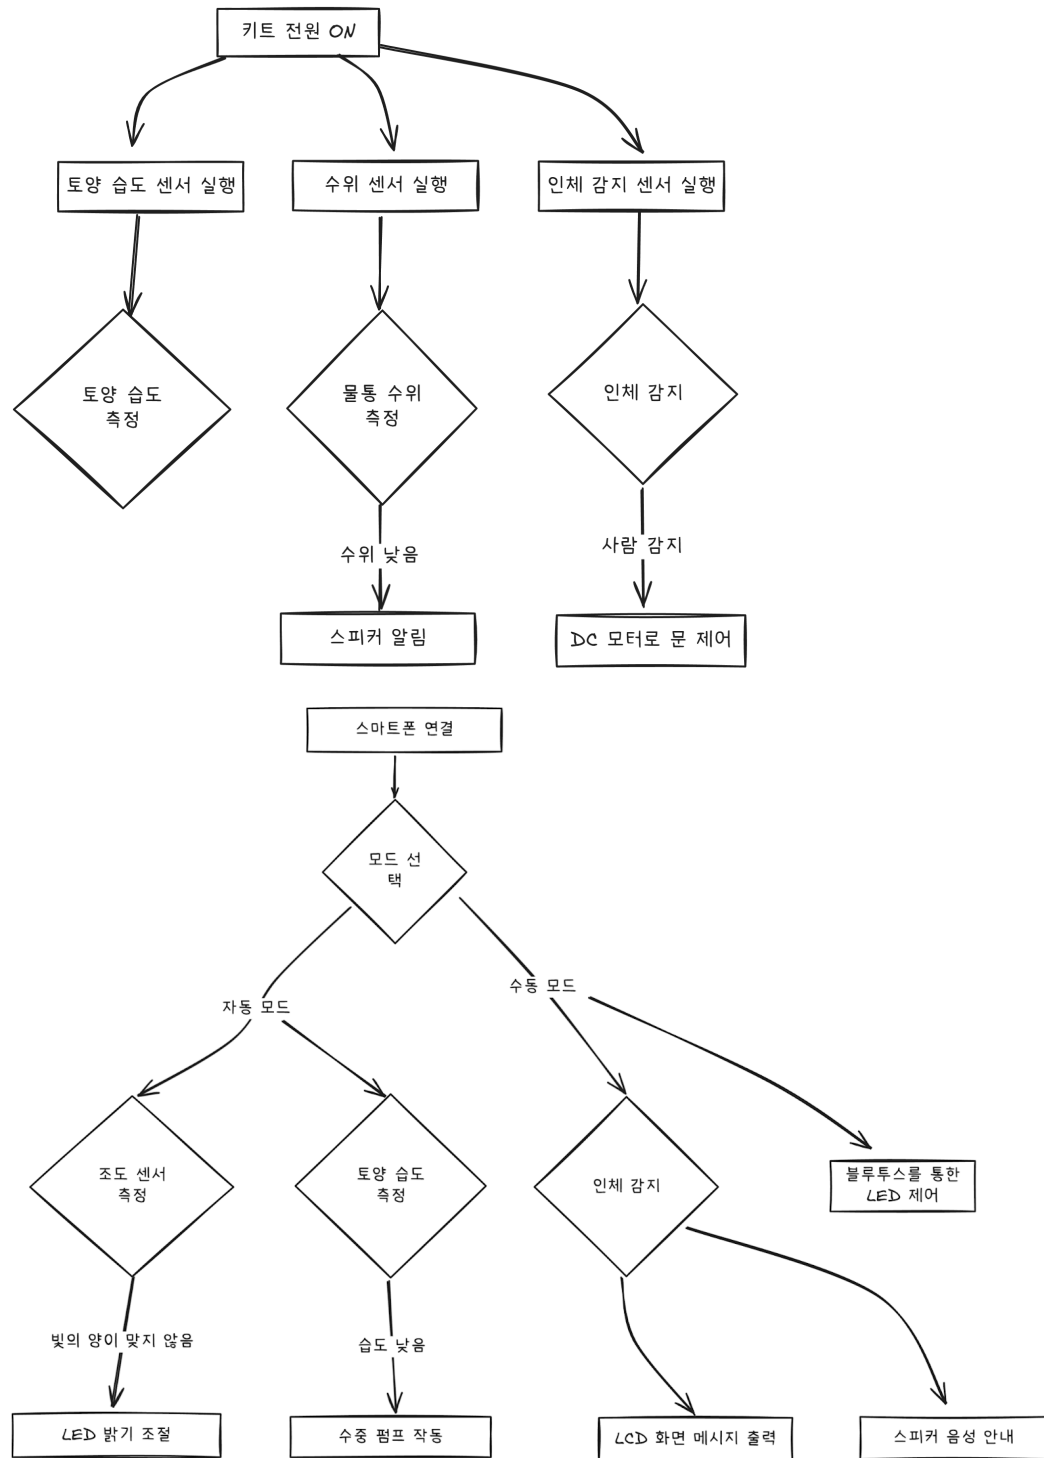 키트 전원 ON
토양 습도 센서 실행
수위 센서 실행
인체 감지 센서 실행
토양 습도
측정
물통 수위
측정
인체 감지
수위 낮음
사람 감지
스피커 알림
DC 모터로 문 제어
스마트폰 연결
모드 선
택
자동 모드
수동 모드
조도 센서
측정
토양 습도
측정
인체 감지
블루투스를 통한
LED 제어
빛의 양이 맞지 않음
습도 낮음
LED 밝기 조절
수중 펌프 작동
LCD 화면 메시지 출력
스피커 음성 안내